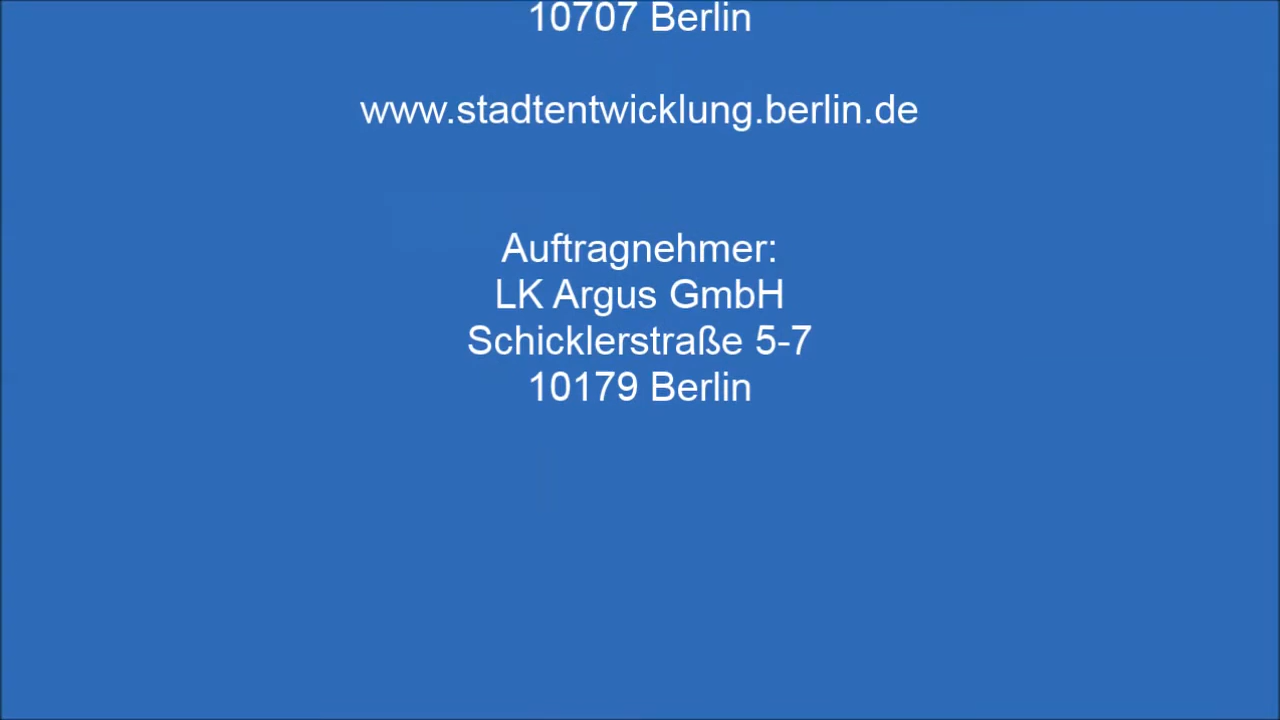 10707 Berlin
www.stadtentwicklung.berlin.de
Auftragnehmer:
LK Argus GmbH
Schicklerstraße 5-7
10179 Berlin